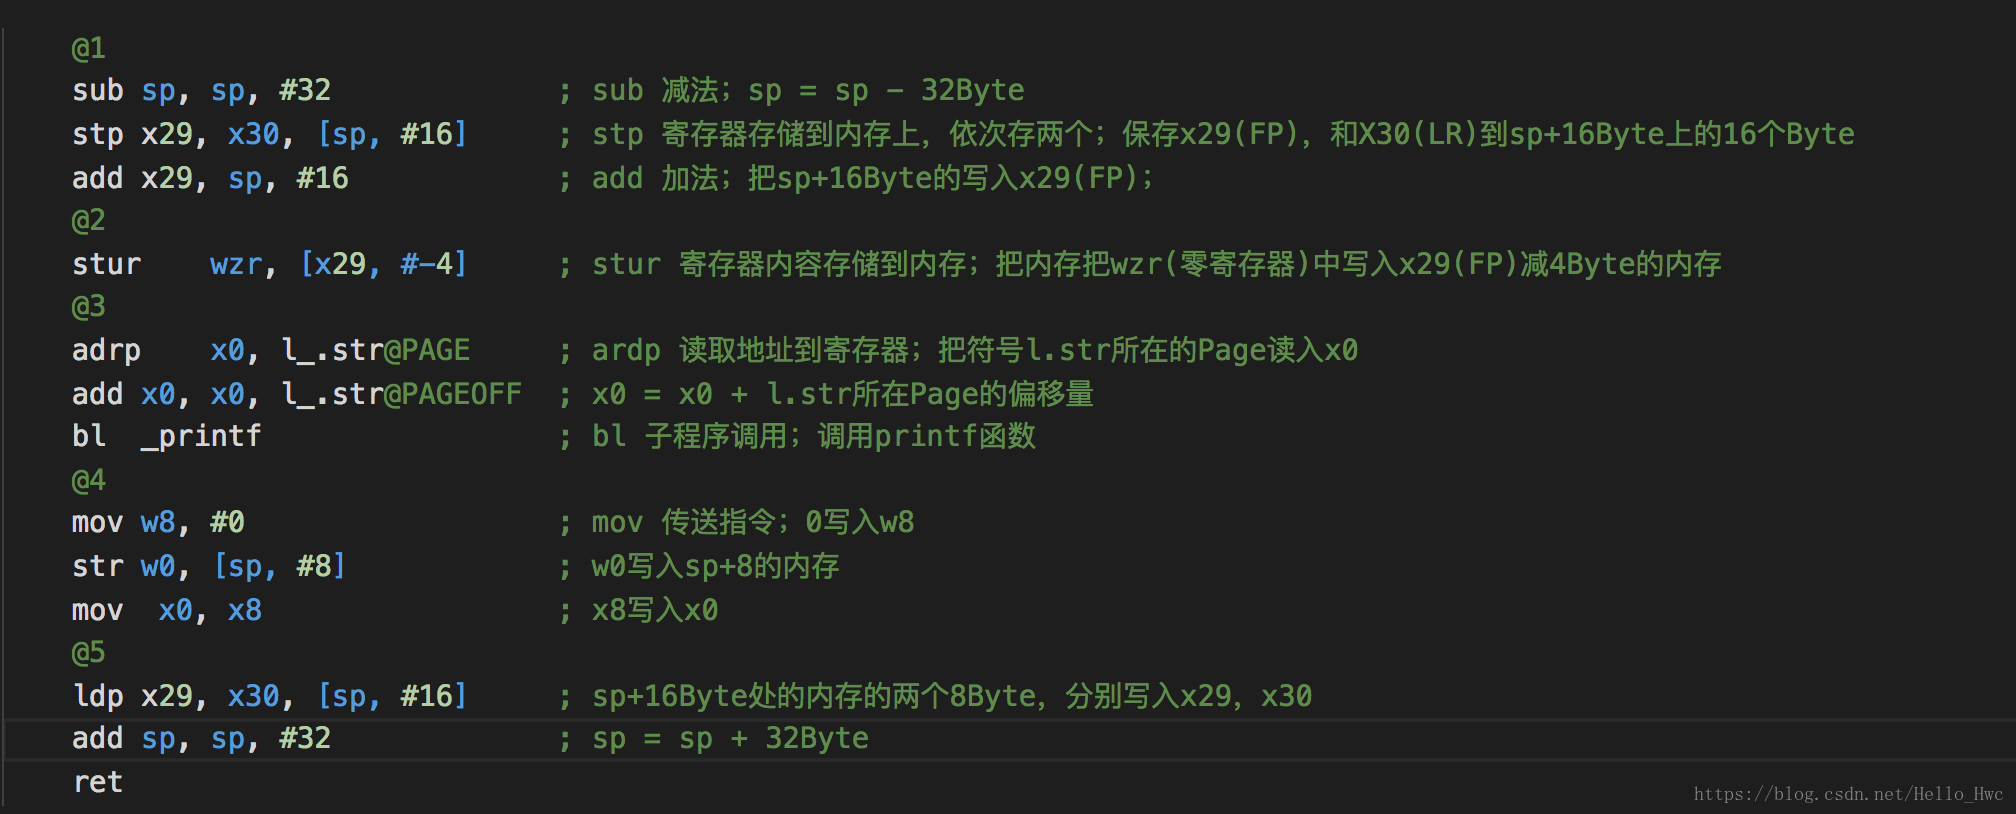 @1
sub sp, sp, #32 ; sub 减法；sp = sp - 32Byte
stp x29, x30, [sp, #16] ; stp 寄存器存储到内存上，依次存两个；保存x29(FP)，和X30(LR)到sp+16Byte上的16个Byte
add x29, sp, #16 ; add 加法；把sp+16Byte的写入x29(FP)；
@2
stur wzr, [x29, #-4] ; stur 寄存器内容存储到内存；把内存把wzr(零寄存器)中写入x29(FP)减4Byte的内存
@3
adrp x0, l_.str@PAGE ; ardp 读取地址到寄存器；把符号l.str所在的Page读入x0
add x0, x0, l_.str@PAGEOFF ; x0 = x0 + l.str所在Page的偏移量
bl _printf ; bl 子程序调用；调用printf函数
@4
mov w8, #0 ; mov 传送指令；0写入w8
str w0, [sp, #8] ; w0写入sp+8的内存
mov x0, x8 ; x8写入x0
@5
ldp x29, x30, [sp, #16] ; sp+16Byte处的内存的两个8Byte，分别写入x29，x30
add sp, sp, #32 ; sp = sp + 32Byte
ret
https://blog.csdn.net/Hello_Hwc